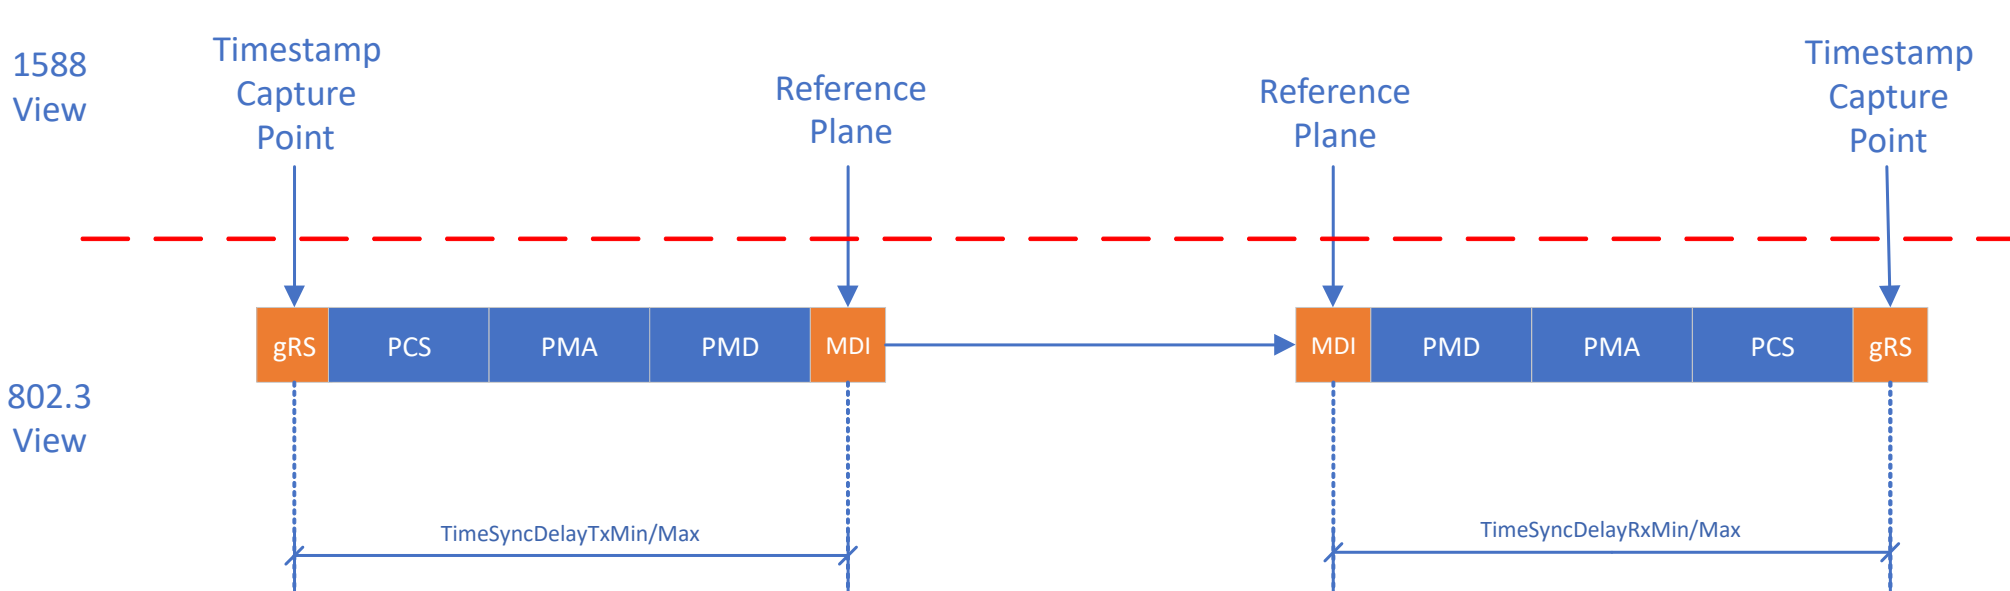 1588
View
Timestamp
Capture
Point
Reference
Plane
Reference
Plane
Timestamp
Capture
Point
gRS PCS PMA PMD MDI
MDI PMD PMA PCS gRS
802.3
View
TimeSyncDelayTxMin/Max
TimeSyncDelayRxMin/Max